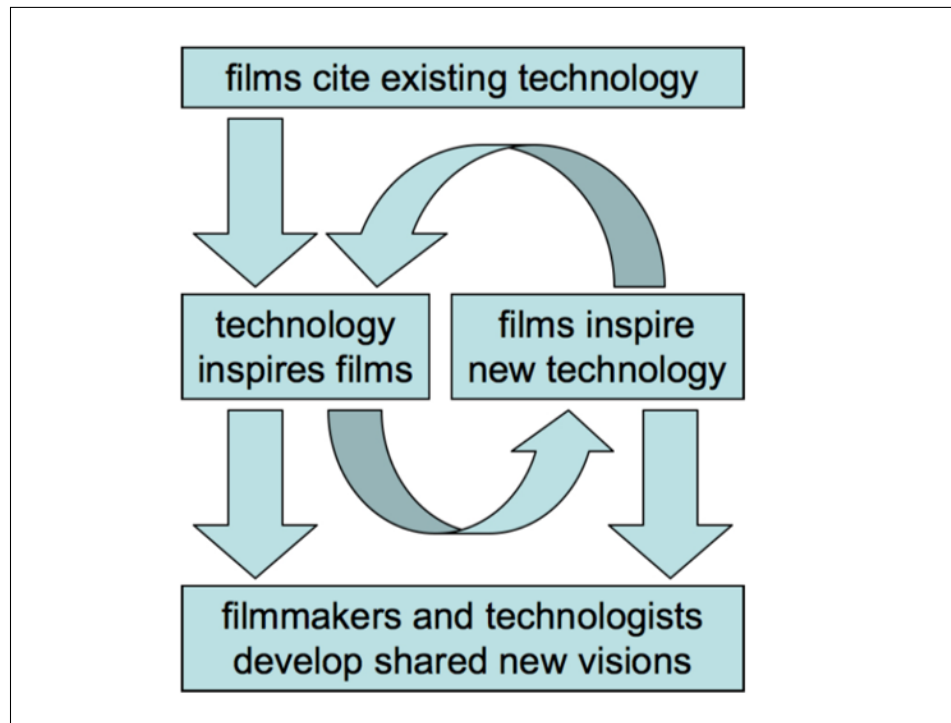 films cite existing technology
technology
inspires films
films inspire
new technology
filmmakers and technologists
develop shared new visions